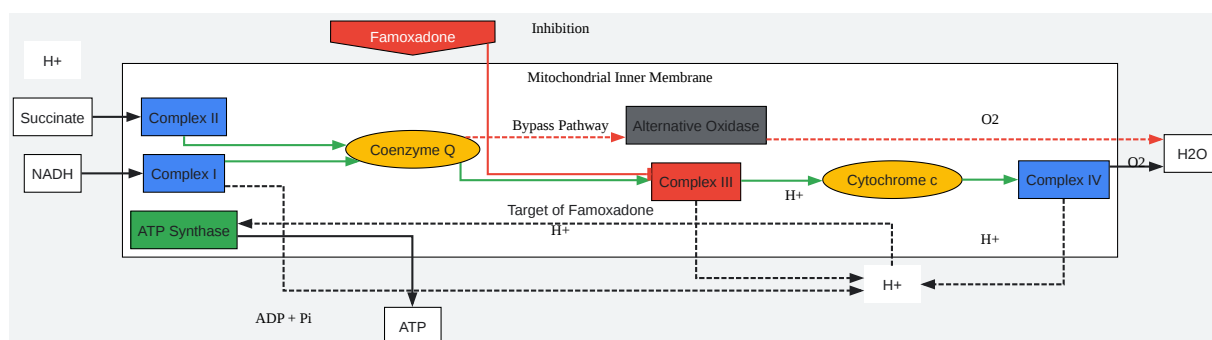 Famoxadone
Inhibition
H+
Mitochondrial Inner Membrane
Succinate
Complex II
Bypass Pathway
Alternative Oxidase
O2
Coenzyme Q
H2O
O2
NADH
Complex I
Complex III
H+
Cytochrome c
Complex IV
Target of Famoxadone
ATP Synthase
H+
H+
H+
ADP + Pi
ATP